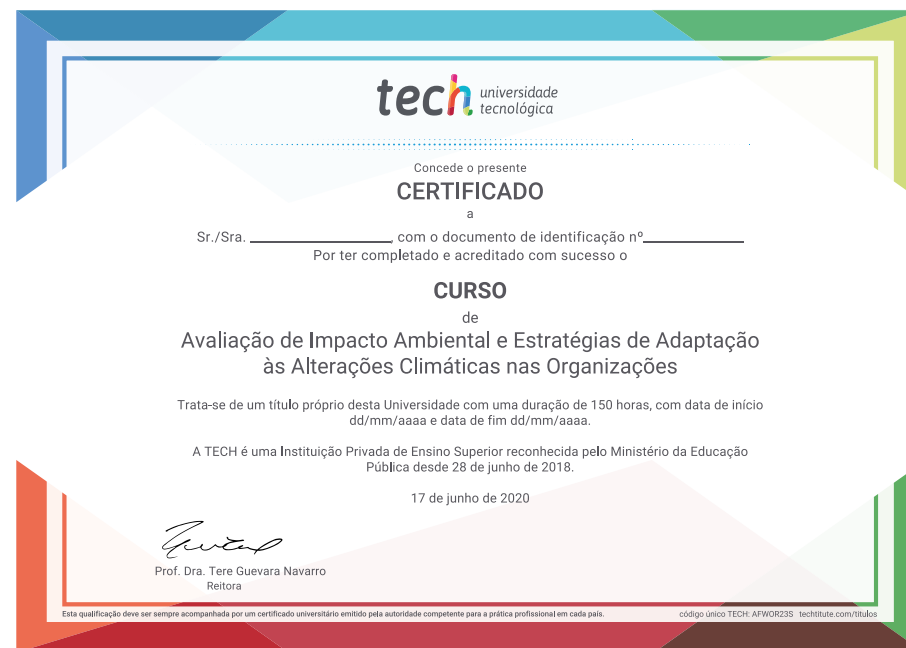 tech universidade
tecnológica
Concede o presente
CERTIFICADO
a
Sr./Sra. , com o documento de identificação nº
Por ter completado e acreditado com sucesso o
CURSO
de
Avaliação de Impacto Ambiental e Estratégias de Adaptação
às Alterações Climáticas nas Organizações
Trata-se de um título próprio desta Universidade com uma duração de 150 horas, com data de início
dd/mm/aaaa e data de fim dd/mm/aaaa.
A TECH é uma Instituição Privada de Ensino Superior reconhecida pelo Ministério da Educação
Pública desde 28 de junho de 2018.
17 de junho de 2020
Prof. Dra. Tere Guevara Navarro
Reitora
Esta qualificação deve ser sempre acompanhada por um certificado universitário emitido pela autoridade competente para a prática profissional em cada país. código único TECH: AFWOR23S techtitute.com/titulos